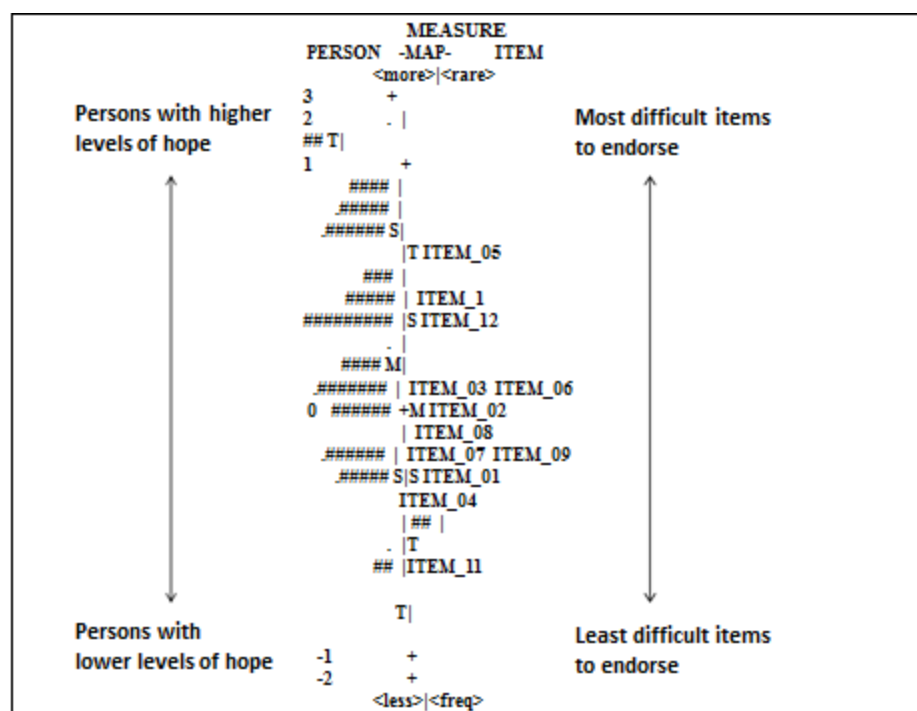 MEASURE
PERSON -MAP- ITEM
<more>|<rare>
3 +
2 . |
## T|
1 +
#### |
.##### |
.###### S|
|T ITEM_05
### |
##### | ITEM_1
######### |S ITEM_12
. |
#### M|
.####### | ITEM_03 ITEM_06
0 ###### +M ITEM_02
| ITEM_08
.###### | ITEM_07 ITEM_09
.##### S|S ITEM_01
ITEM_04
| ## |
. |T
## |ITEM_11
T|
-1 +
-2 +
<less>|<freq>
Persons with higher
levels of hope
Persons with
lower levels of hope
Most difficult items
to endorse
Least difficult items
to endorse